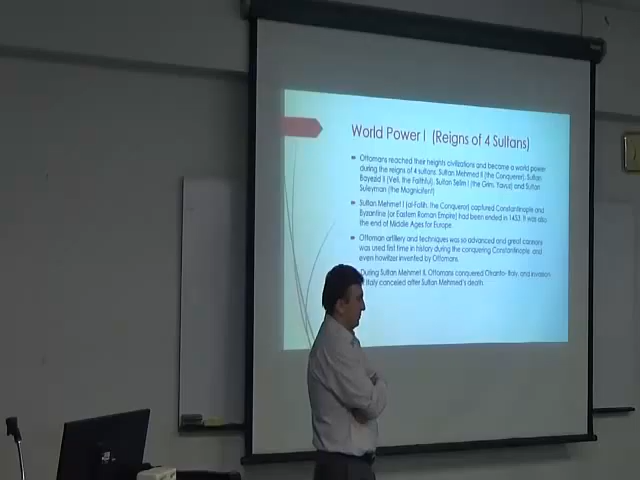 World Power I (Reigns of 4 Sultans)
Ottomans reached their heights civilizations and became a world power
during the reigns of 4 sultans: Sultan Mehmed II (the Conqueror), Sultan
Bayezid II (Veli, the Faithful), Sultan Selim I (the Grim, Yavuz) and Sultan
Suleyman (the Magnificent)
Sultan Mehmet I (al-Fatih, the Conqueror) captured Constantinople and
Byzantine (or Eastern Roman Empire) had been ended in 1453. It was also
the end of Middle Ages for Europe.
Ottoman artillery and techniques was so advanced and great cannons
was used first time in history during the conquering Constantinople, and
even howitzer invented by Ottomans.
During Sultan Mehmet II, Ottomans conquered Otranto- Italy, and invasion
of Italy canceled after Sultan Mehmed's death.